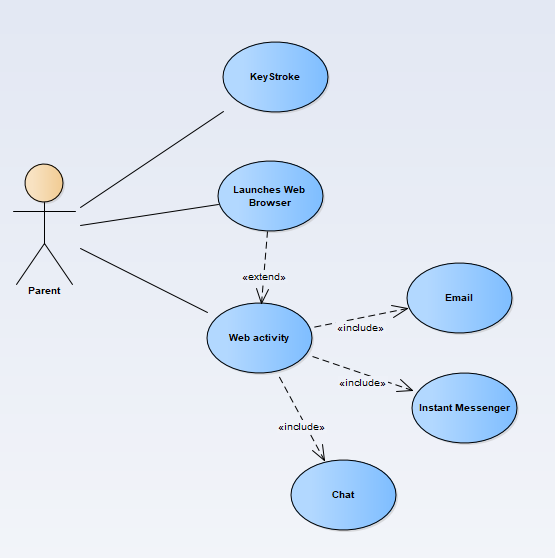 KeyStroke
Launches Web
Browser
Parent
«extend»
Email
Web activity
«include»
«include»
Instant Messenger
«include»
Chat